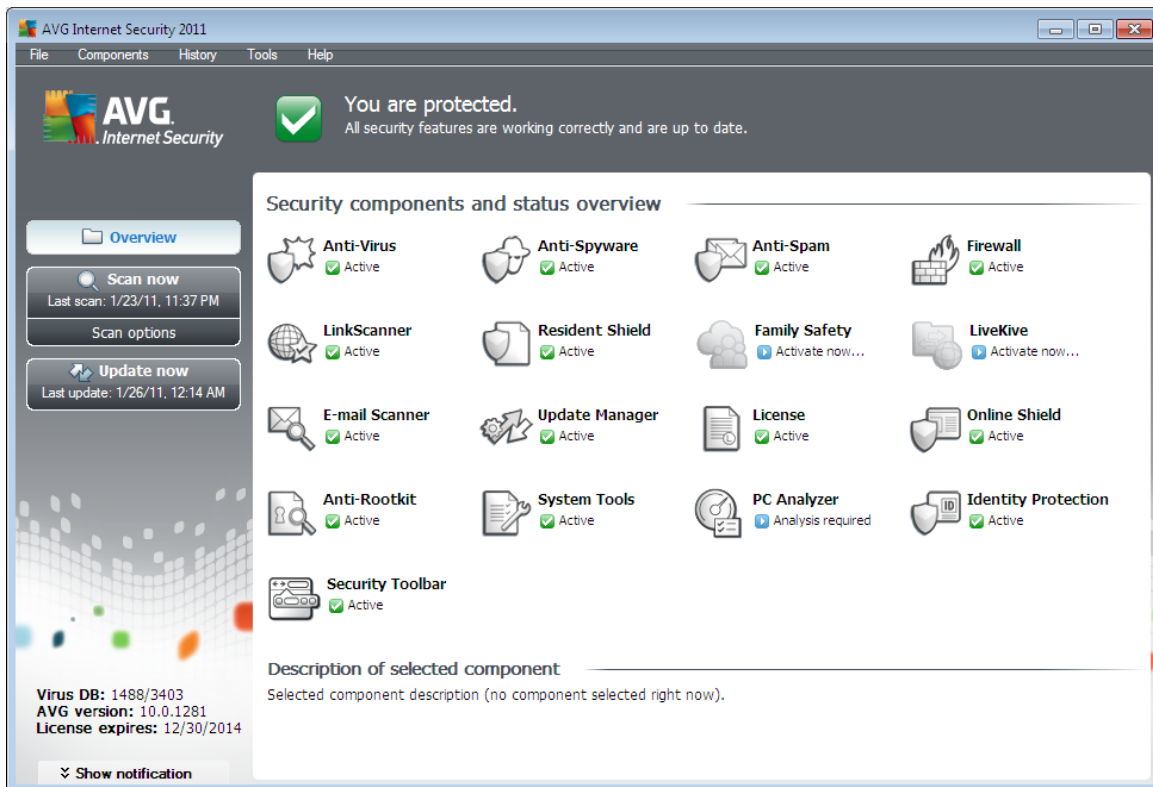 AVG Internet Security 2011
File Components History Tools Help
AVG.
Internet Security
You are protected.
All security features are working correctly and are up to date.
Overview
Scan now
Last scan: 1/23/11, 11:37 PM
Scan options
Update now
Last update: 1/26/11, 12:14 AM
Security components and status overview
Anti-Virus
Active
Anti-Spyware
Active
Anti-Spam
Active
Firewall
Active
LinkScanner
Active
Resident Shield
Active
Family Safety
Activate now...
LiveKive
Activate now...
E-mail Scanner
Active
Update Manager
Active
License
Active
Online Shield
Active
Anti-Rootkit
Active
System Tools
Active
PC Analyzer
Analysis required
ID
Identity Protection
Active
Security Toolbar
Active
Description of selected component
Selected component description (no component selected right now).
Virus DB: 1488/3403
AVG version: 10.0.1281
License expires: 12/30/2014
Show notification